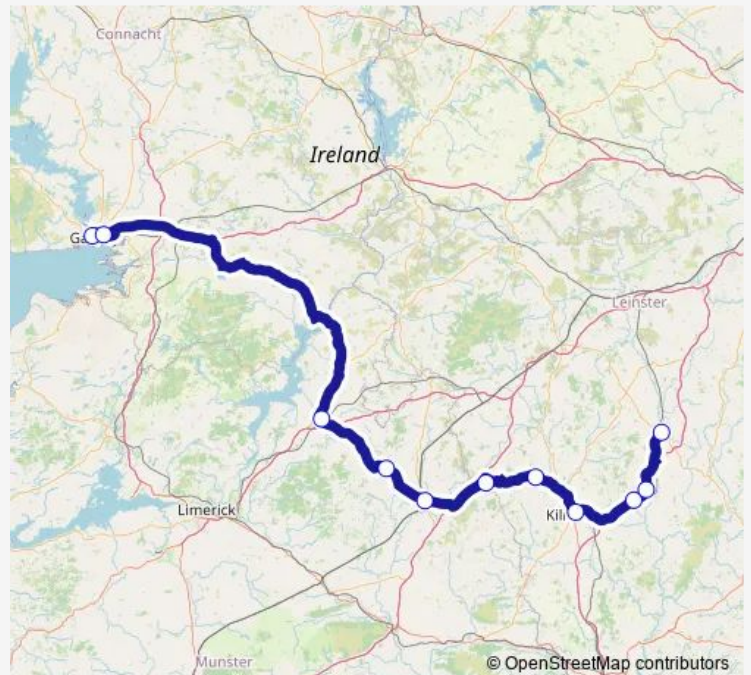 Connacht
Ireland
Ga
Leinster
Kil
Limerick
Munster
© OpenStreetMap contributors